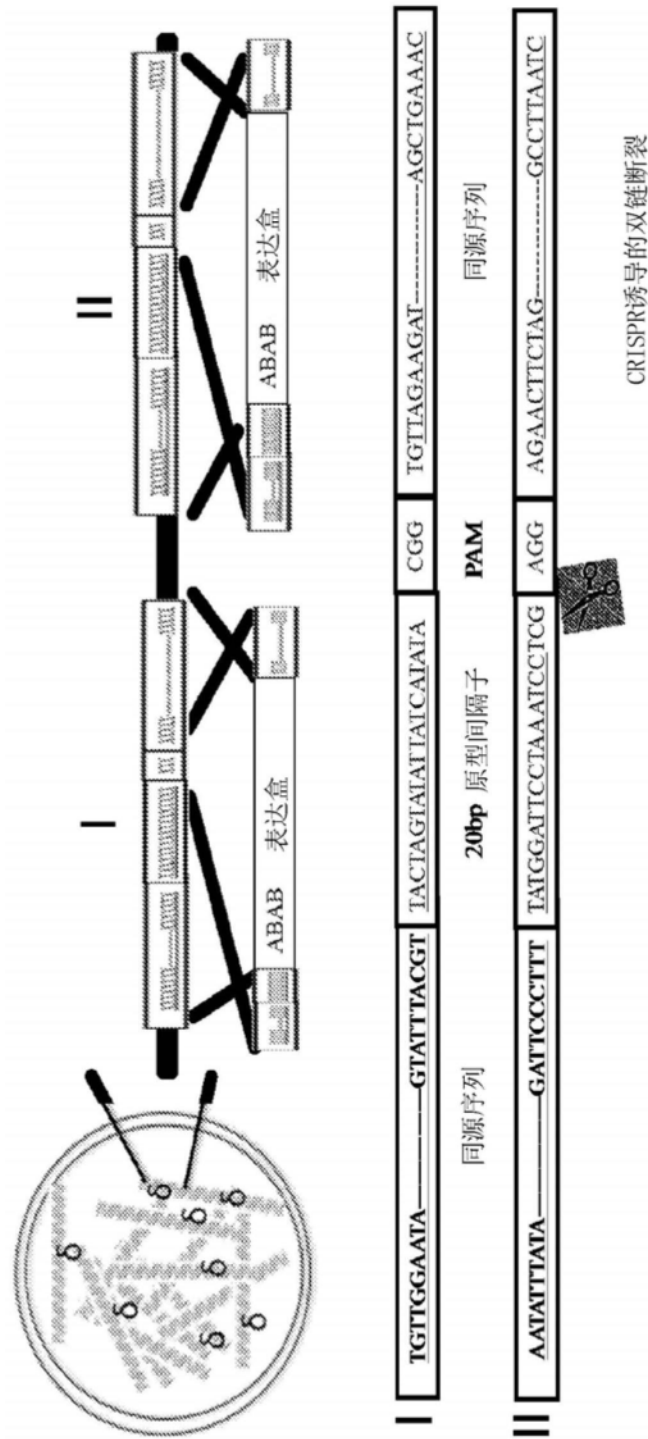 I II
δ δ δ δ δ δ δ δ
ABAB 表达盒 ABAB 表达盒
I TGTTGGAATA————GTATTTACGT TACTAGTATATTATCATATA CGG TGTTAGAAGAT-------------AGCTGAAAC
同源序列 20bp 原型间隔子 PAM 同源序列
II AATATTTATA————GATTCCCTTT TATGGATTCCTAAATCCTCG AGG AGAACTTCTAG-------------GCCTTAATC
CRISPR诱导的双链断裂